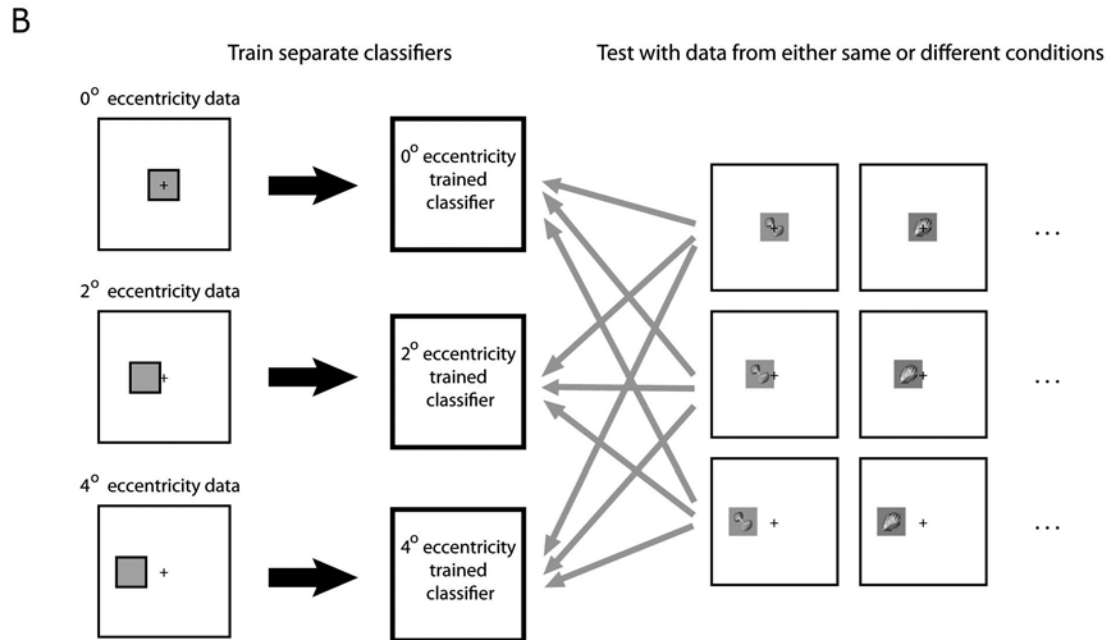 B
Train separate classifiers
Test with data from either same or different conditions
0° eccentricity data
0° eccentricity
trained
classifier
+
+
+
...
2° eccentricity data
2° eccentricity
trained
classifier
+
+
+
...
4° eccentricity data
4° eccentricity
trained
classifier
+
+
+
...